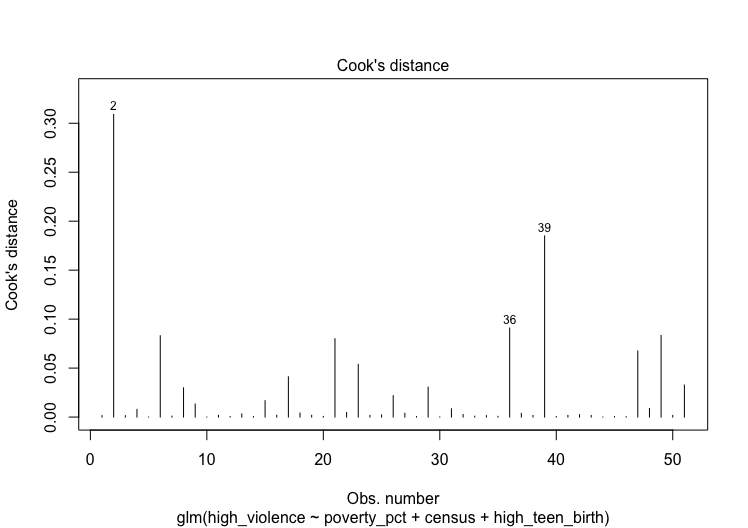 Cook's distance
2
39
36
Cook's distance
0.30
0.25
0.20
0.15
0.10
0.05
0.00
0 10 20 30 40 50
Obs. number
glm(high_violence ~ poverty_pct + census + high_teen_birth)